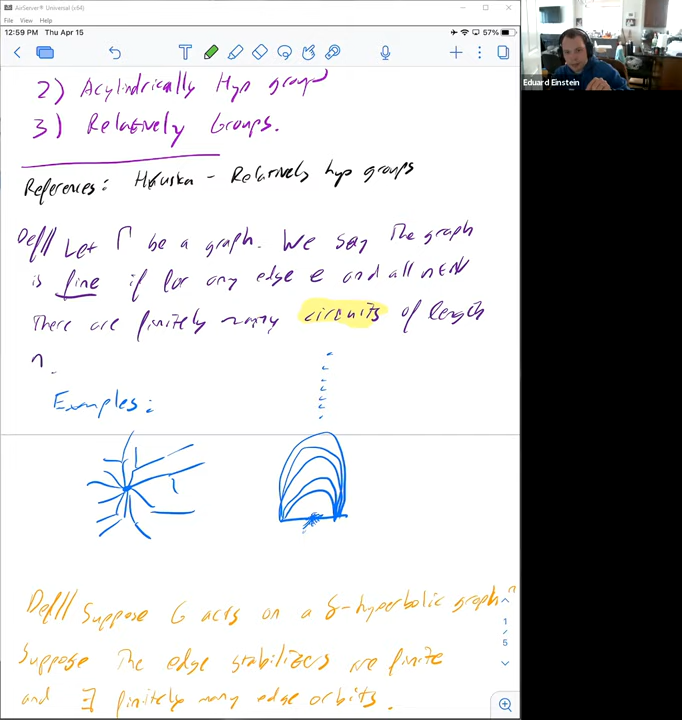 AirServer® Universal (x64)
File View Help
12:59 PM Thu Apr 15
57%
T
Eduard Einstein
2) Acylindrically Hyp groups
3) Relatively Groups.
References: Hruska - Relatively hyp groups
Def// Let Γ be a graph. We say the graph
is fine if for any edge e and all n∈N
There are finitely many circuits of length
n.
Examples:
Def// Suppose G acts on a δ-hyperbolic graph
Suppose The edge stabilizers are finite
and ∃ finitely many edge orbits.
1
/
5